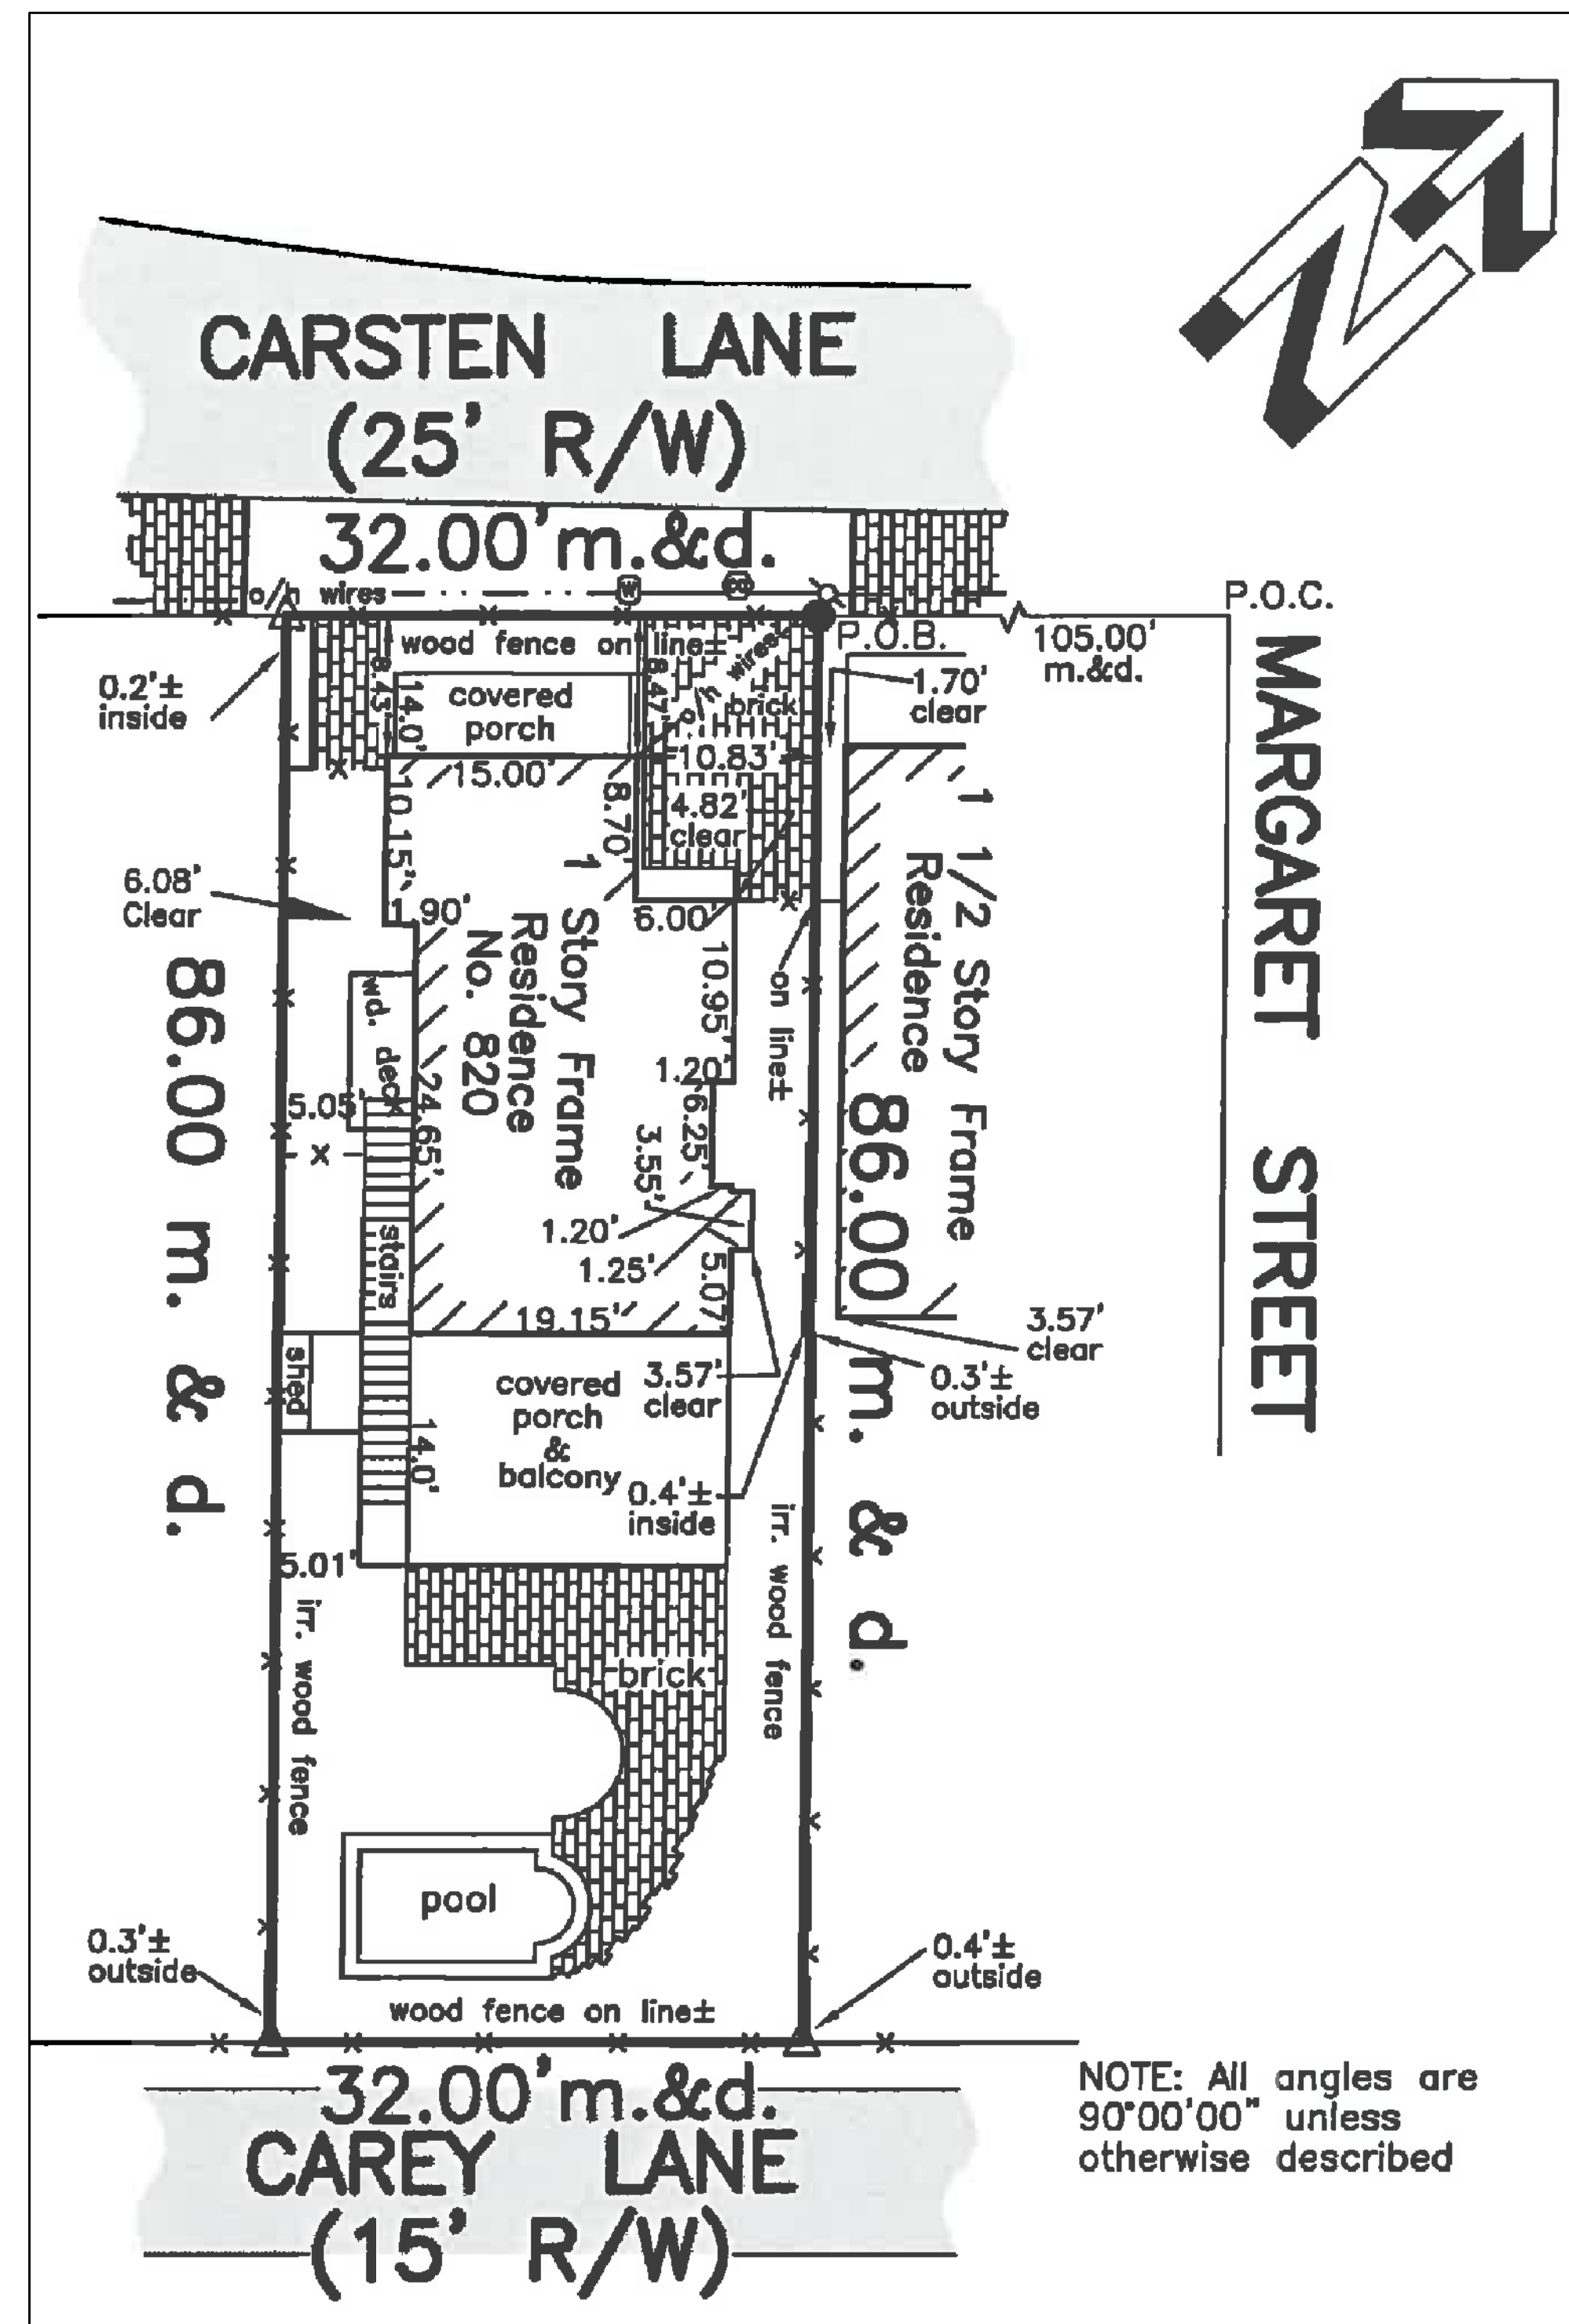 N
CARSTEN LANE
(25' R/W)
32.00'm.&d.
o/h wires
W
P.O.C.
P.O.B.
105.00'
m.&d.
wood fence on line±
0.2'±
inside
8.43'
14.0'
covered
porch
8.47'
o/h wires
brick
1.70'
clear
10.83'
15.00'
10.15'
8.70'
4.82'
clear
6.08'
Clear
1.90'
6.00'
1 Story Frame
Residence
No. 820
1 1/2 Story Frame
Residence
MARGARET STREET
86.00 m. & d.
86.00 m. & d.
wd. deck
10.95'
on line±
1.20'
5.05'
24.65'
6.25'
3.55'
1.20'
1.25'
stairs
5.07'
19.15'
3.57'
clear
shed
covered
porch
&
balcony
3.57'
clear
0.3'±
outside
14.0'
0.4'±
inside
5.01'
irr. wood fence
irr. wood fence
brick
pool
0.3'±
outside
0.4'±
outside
wood fence on line±
32.00'm.&d.
CAREY LANE
(15' R/W)
NOTE: All angles are
90°00'00" unless
otherwise described